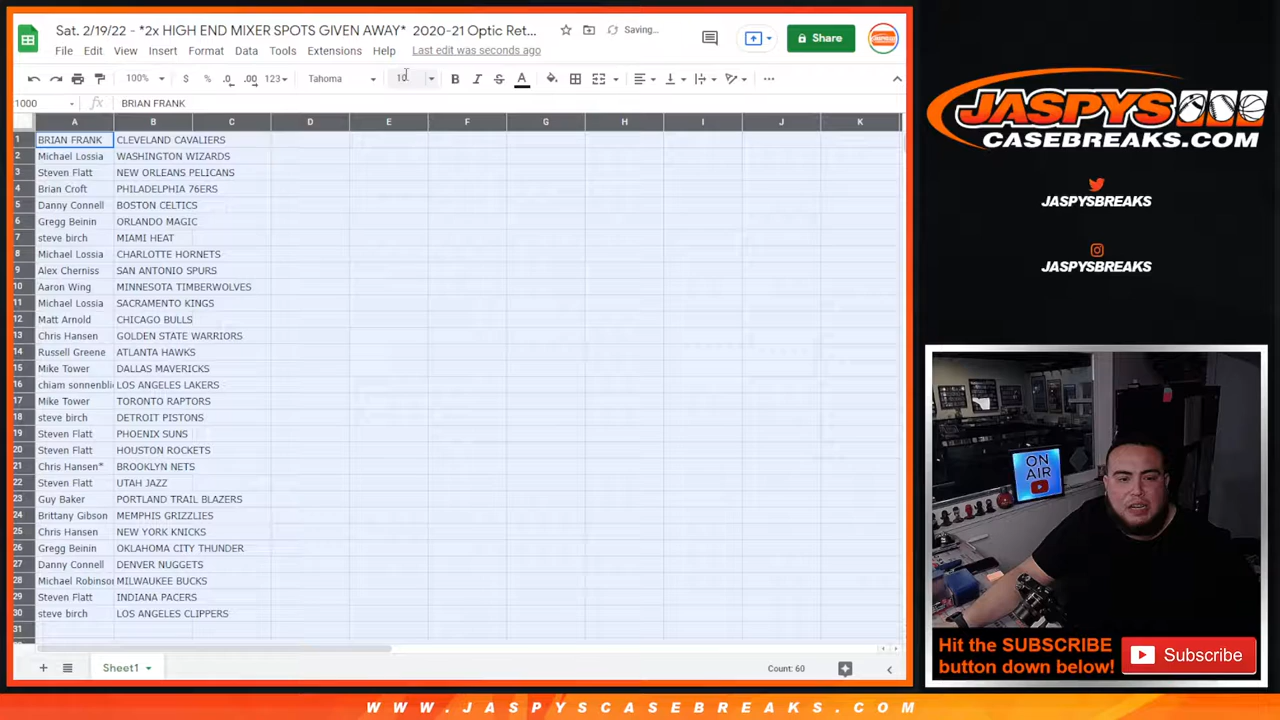 Sat. 2/19/22 - *2x HIGH END MIXER SPOTS GIVEN AWAY* 2020-21 Optic Ret...
Saving...
File Edit View Insert Format Data Tools Extensions Help Last edit was seconds ago
Share
100% $ % .0 .00 123 Tahoma 10 B I S A
1000 fx BRIAN FRANK
A B C D E F G H I J K
1 BRIAN FRANK CLEVELAND CAVALIERS
2 Michael Lossia WASHINGTON WIZARDS
3 Steven Flatt NEW ORLEANS PELICANS
4 Brian Croft PHILADELPHIA 76ERS
5 Danny Connell BOSTON CELTICS
6 Gregg Beinin ORLANDO MAGIC
7 steve birch MIAMI HEAT
8 Michael Lossia CHARLOTTE HORNETS
9 Alex Cherniss SAN ANTONIO SPURS
10 Aaron Wing MINNESOTA TIMBERWOLVES
11 Michael Lossia SACRAMENTO KINGS
12 Matt Arnold CHICAGO BULLS
13 Chris Hansen GOLDEN STATE WARRIORS
14 Russell Greene ATLANTA HAWKS
15 Mike Tower DALLAS MAVERICKS
16 chiam sonnenbli LOS ANGELES LAKERS
17 Mike Tower TORONTO RAPTORS
18 steve birch DETROIT PISTONS
19 Steven Flatt PHOENIX SUNS
20 Steven Flatt HOUSTON ROCKETS
21 Chris Hansen* BROOKLYN NETS
22 Steven Flatt UTAH JAZZ
23 Guy Baker PORTLAND TRAIL BLAZERS
24 Brittany Gibson MEMPHIS GRIZZLIES
25 Chris Hansen NEW YORK KNICKS
26 Gregg Beinin OKLAHOMA CITY THUNDER
27 Danny Connell DENVER NUGGETS
28 Michael Robinson MILWAUKEE BUCKS
29 Steven Flatt INDIANA PACERS
30 steve birch LOS ANGELES CLIPPERS
31
Sheet1
Count: 60
JASPYS
CASEBREAKS.COM
JASPYSBREAKS
JASPYSBREAKS
ON
AIR
Hit the SUBSCRIBE
button down below!
Subscribe
WWW.JASPYSCASEBREAKS.COM